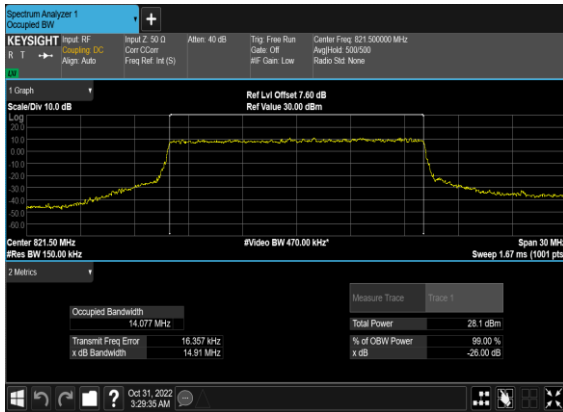 Spectrum Analyzer 1
Occupied BW
KEYSIGHT Input: RF Input Z: 50 Ω Atten: 40 dB Trig: Free Run Center Freq: 821.500000 MHz
R T Coupling: DC Corr CCorr Gate: Off Avg|Hold: 500/500
Align: Auto Freq Ref: Int (S) #IF Gain: Low Radio Std: None
1 Graph
Ref Lvl Offset 7.60 dB
Scale/Div 10.0 dB Ref Value 30.00 dBm
Log
20.0
10.0
0.00
-10.0
-20.0
-30.0
-40.0
-50.0
-60.0
Center 821.50 MHz #Video BW 470.00 kHz* Span 30 MHz
#Res BW 150.00 kHz Sweep 1.67 ms (1001 pts
2 Metrics
Measure Trace Trace 1
Occupied Bandwidth
14.077 MHz Total Power 28.1 dBm
Transmit Freq Error 16.357 kHz % of OBW Power 99.00 %
x dB Bandwidth 14.91 MHz x dB -26.00 dB
Oct 31, 2022
3:29:35 AM